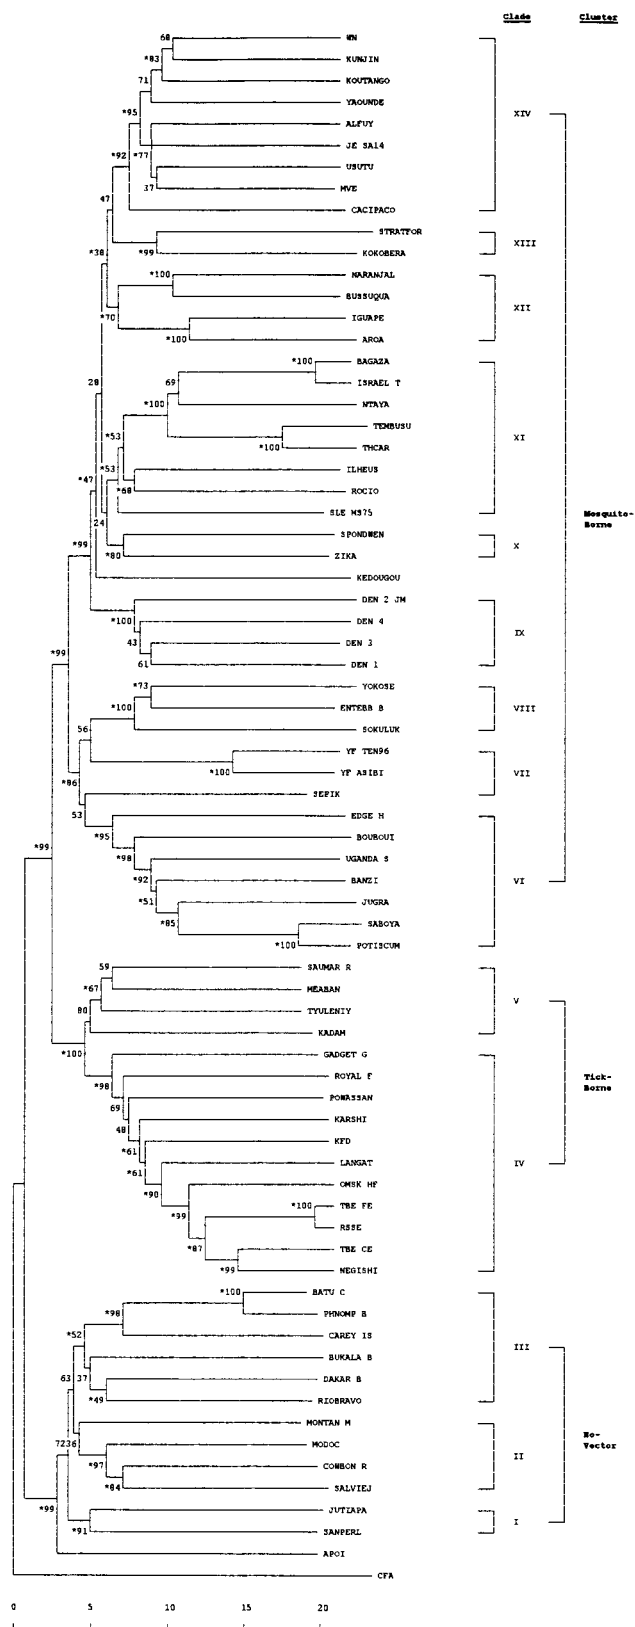 Clade Cluster
68 WN
*83 KUNJIN
KOUTANGO
71
YAOUNDE
*95 XIV
ALFUY
JE SA14
*92 *77
USUTU
37 MVE
47
CACIPACO
STRATFOR
*38 XIII
*99 KOKOBERA
*100 NARANJAL
BUSSUQUA
XII
*70 IGUAPE
*100 AROA
*100 BAGAZA
28 69 ISRAEL T
*100 NTAYA
TEMBUSU
*53 XI
*100 THCAR
*53 ILHEUS
*47 *68 ROCIO
SLE MS75
24 Mosquito-
Borne
SPONDWEN
*99 X
*80 ZIKA
KEDOUGOU
DEN 2 JM
*100 DEN 4
IX
43 DEN 3
*99 61 DEN 1
*73 YOKOSE
*100 ENTEBB B VIII
56 SOKULUK
YF TEN96
VII
*100 YF ASIBI
*86
SEPIK
53
EDGE H
*99 *95
BOUBOUI
*98 UGANDA S
*92 BANZI VI
*51 JUGRA
*85 SABOYA
*100 POTISCUM
59 SAUMAR R
*67 MEABAN
V
80 TYULENIY
KADAM
*100 GADGET G
Tick-
Borne
*98 ROYAL F
69 POWASSAN
48 KARSHI
*61 KFD
*61 LANGAT IV
*90 OMSK HF
*99 *100 TBE FE
RSSE
*87 TBE CE
*99 NEGISHI
*100 BATU C
*98 PHNOMP B
CAREY IS
*52 III
BUKALA B
63 37 DAKAR B
*49 RIOBRAVO
MONTAN M
7236 No-
Vector
MODOC
II
*97 COWBON R
*84 SALVIEJ
*99 JUTIAPA
I
*91 SANPERL
APOI
CFA
0 5 10 15 20